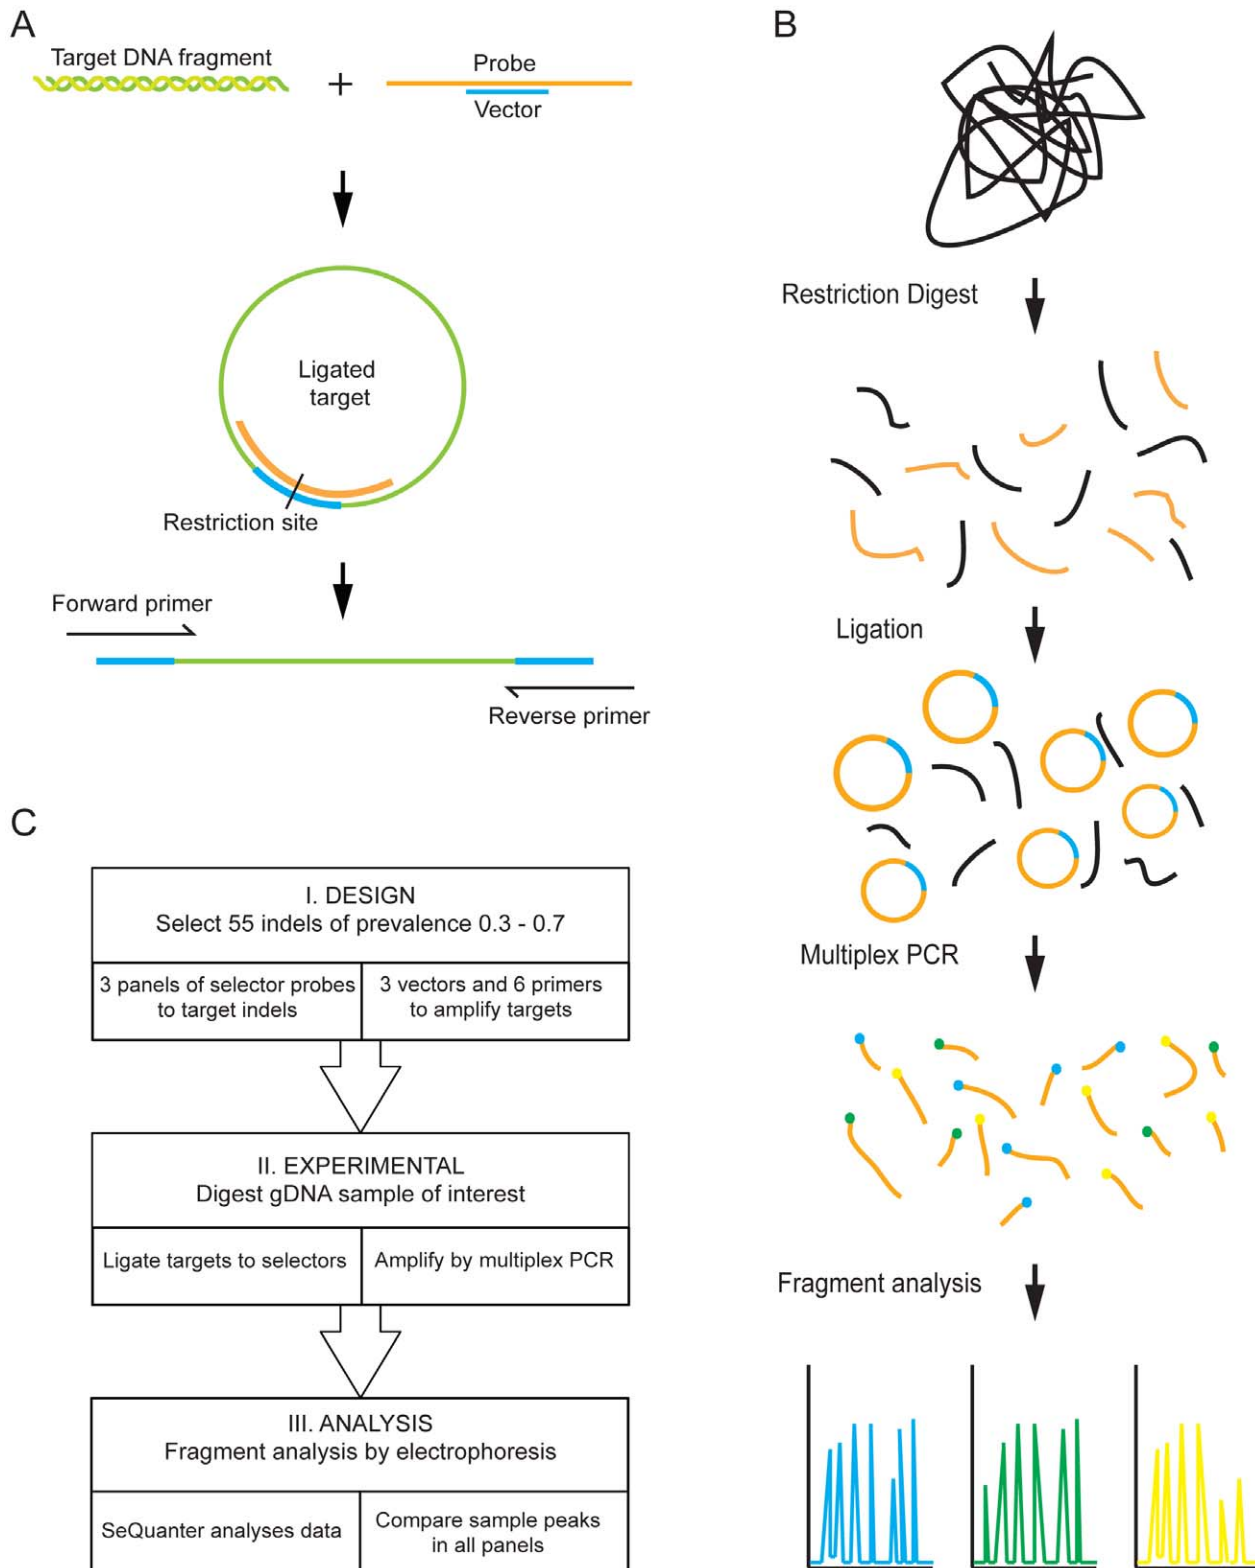 A
Target DNA fragment
+
Probe
Vector
Ligated
target
Restriction site
Forward primer
Reverse primer
B
Restriction Digest
Ligation
Multiplex PCR
Fragment analysis
C
I. DESIGN
Select 55 indels of prevalence 0.3 - 0.7
3 panels of selector probes
to target indels
3 vectors and 6 primers
to amplify targets
II. EXPERIMENTAL
Digest gDNA sample of interest
Ligate targets to selectors
Amplify by multiplex PCR
III. ANALYSIS
Fragment analysis by electrophoresis
SeQuanter analyses data
Compare sample peaks
in all panels